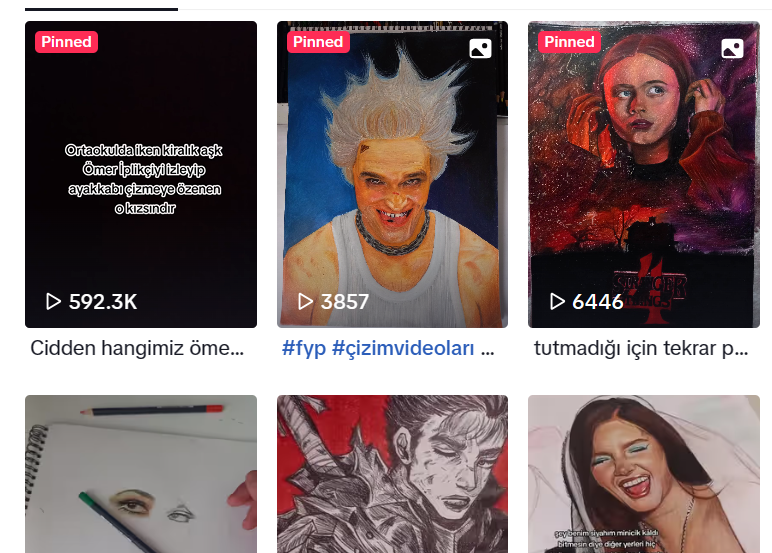 Pinned
Ortaokulda iken kiralık aşk
Ömer İplikçiyi izleyip
ayakkabı çizmeye özenen
o kızsındır
592.3K
Cidden hangimiz öme...
Pinned
3857
#fyp #çizimvideoları ...
Pinned
STRANGER
THINGS
4
6446
tutmadığı için tekrar p...
şey benim siyahım minicik kaldı
bitmesin diye diğer yerleri hiç